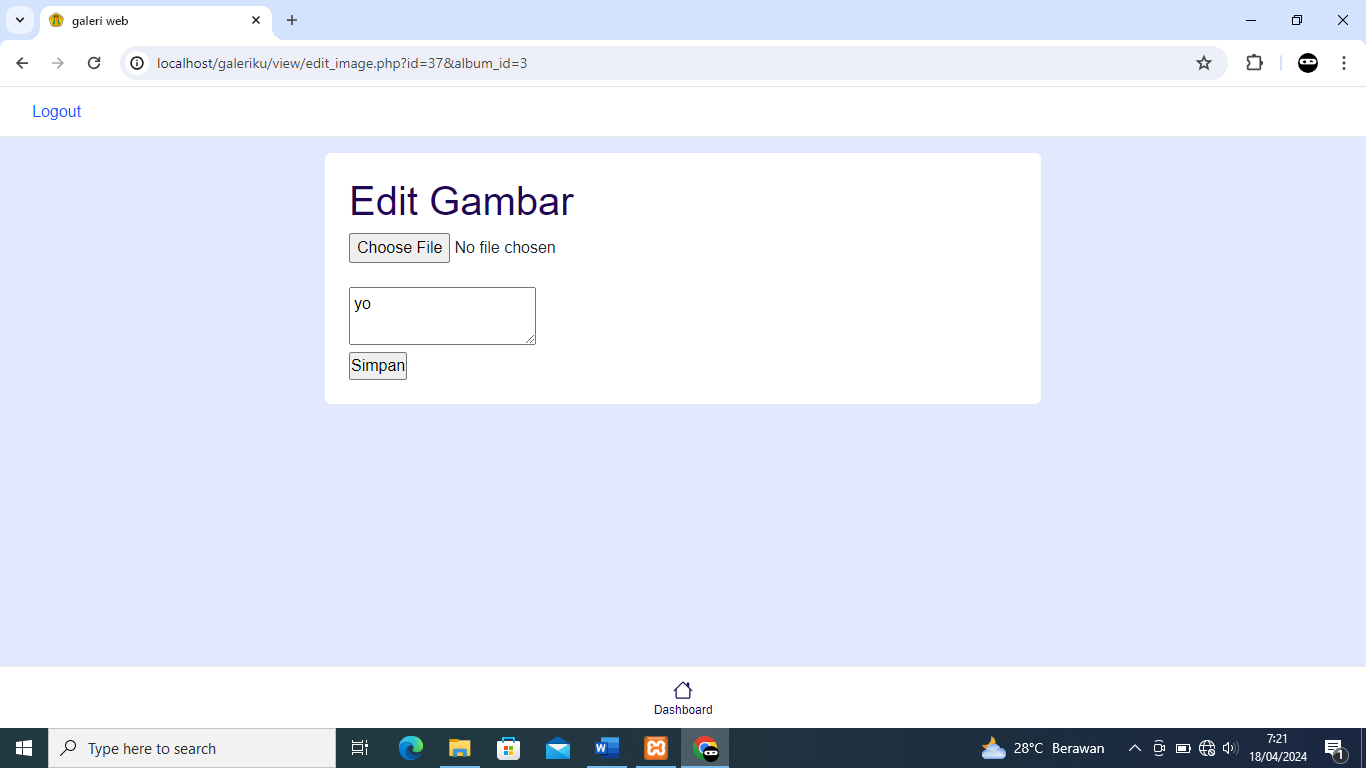 galeri web
localhost/galeriku/view/edit_image.php?id=37&album_id=3
Logout
Edit Gambar
Choose File No file chosen
yo
Simpan
Dashboard
Type here to search
28°C Berawan
7:21
18/04/2024
1